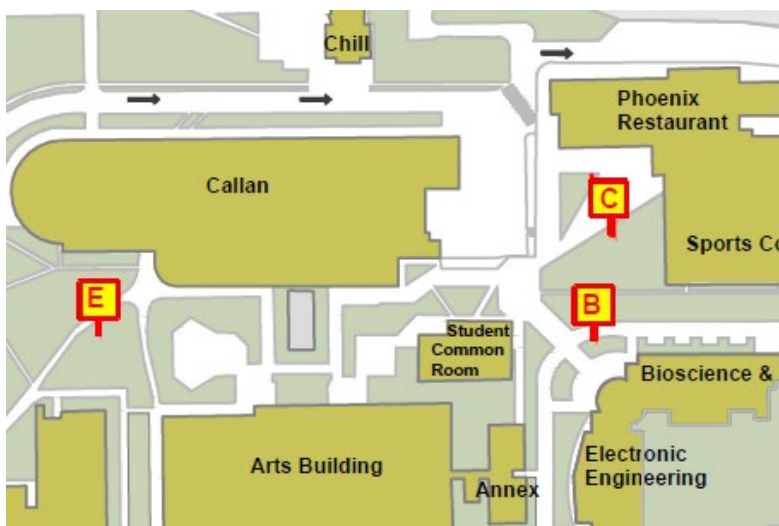 Chill
Phoenix
Restaurant
Callan
C
Sports Co
E
B
Student
Common
Room
Bioscience &
Arts Building
Electronic
Engineering
Annex